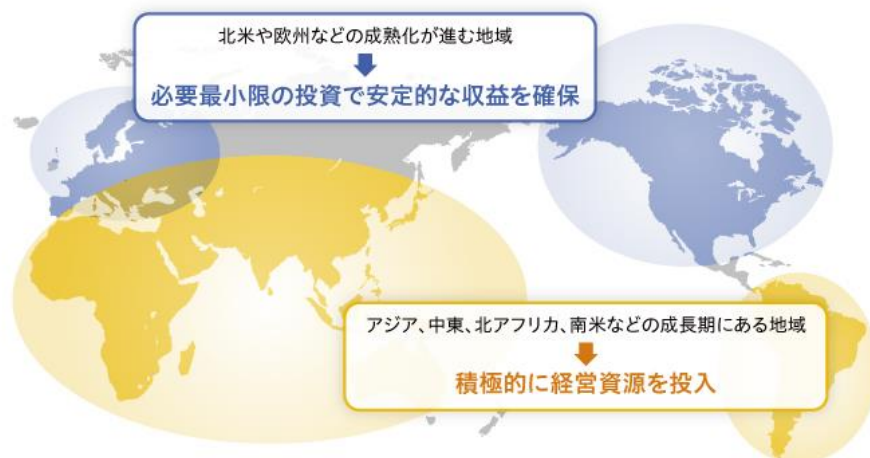 北米や欧州などの成熟化が進む地域
必要最小限の投資で安定的な収益を確保
アジア、中東、北アフリカ、南米などの成長期にある地域
積極的に経営資源を投入